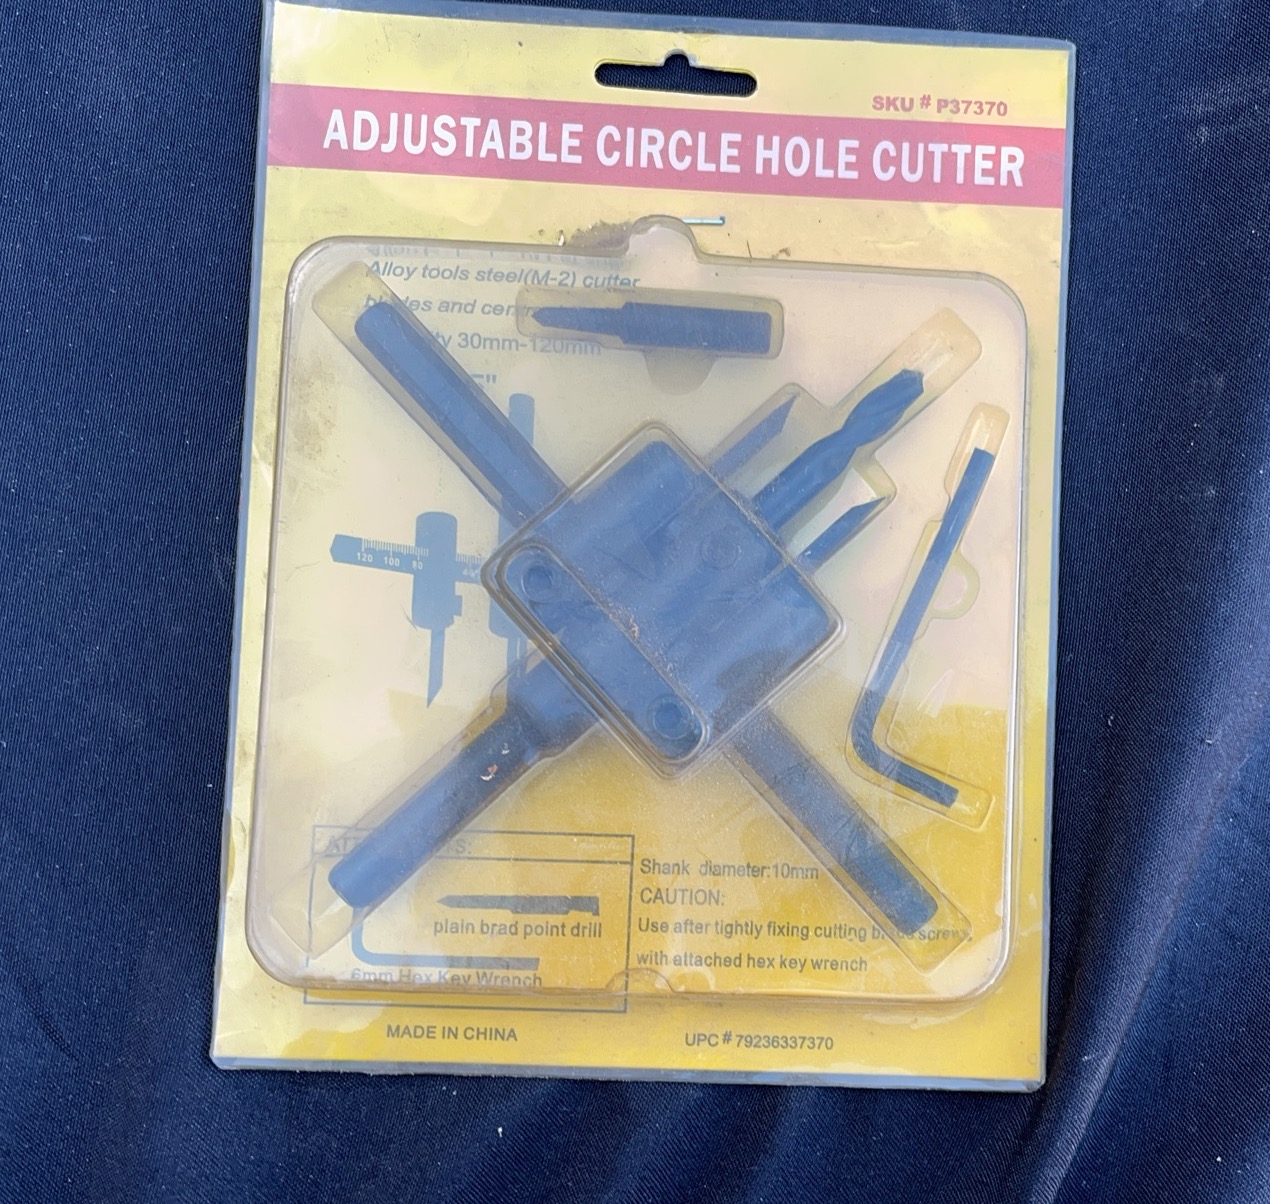 SKU # P37370
ADJUSTABLE CIRCLE HOLE CUTTER
Alloy tools steel(M-2) cutter
and
30mm-120mm
120 100 80
Shank diameter:10mm
CAUTION:
Use after tightly fixing cutting screws
with attached hex key wrench
plain brad point drill
6mm Hex Key Wrench
MADE IN CHINA
UPC # 79236337370